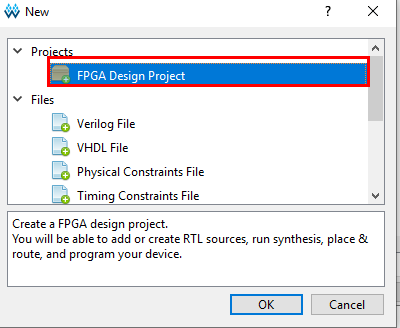 New
Projects
FPGA Design Project
Files
Verilog File
VHDL File
Physical Constraints File
Timing Constraints File
Create a FPGA design project.
You will be able to add or create RTL sources, run synthesis, place &
route, and program your device.
OK
Cancel